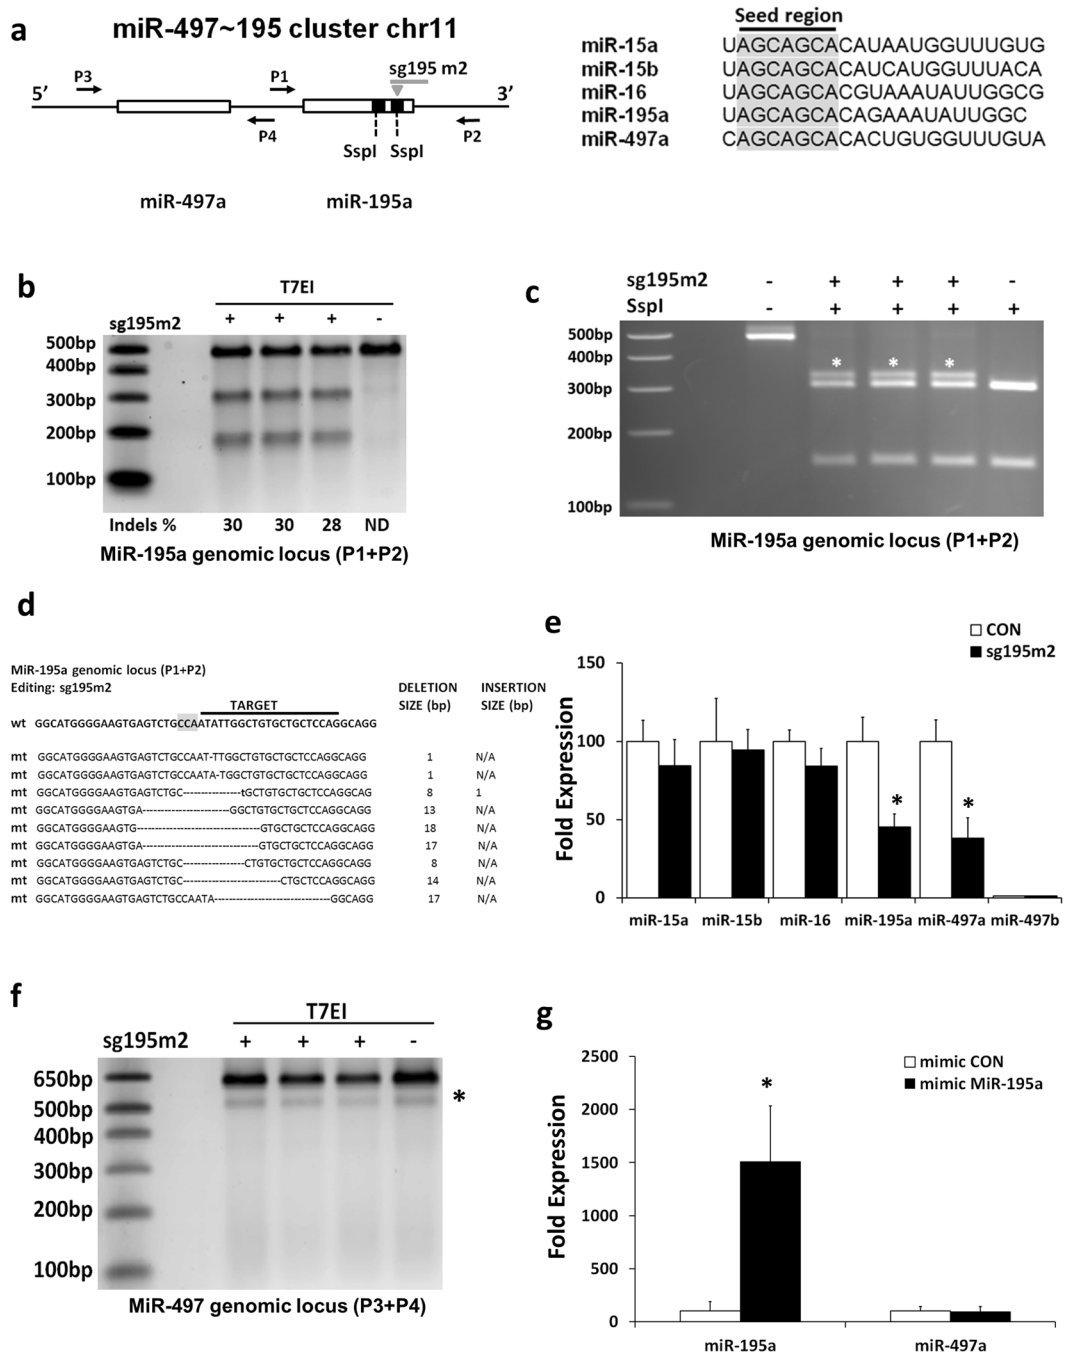 a
miR-497~195 cluster chr11
P3
P1
sg195 m2
5’
3’
P4
P2
SspI SspI
miR-497a miR-195a
Seed region
miR-15a UAGCAGCACAUAAUGGUUUGUG
miR-15b UAGCAGCACAUCAUGGUUUACA
miR-16 UAGCAGCACGUAAAUAUUGGCG
miR-195a UAGCAGCACAGAAAUAUUGGC
miR-497a CAGCAGCACACUGUGGUUUGUA
b
T7EI
sg195m2 + + + -
500bp
400bp
300bp
200bp
100bp
Indels % 30 30 28 ND
MiR-195a genomic locus (P1+P2)
c
sg195m2 - + + + -
SspI - + + + +
500bp
400bp
300bp
200bp
100bp
* * *
MiR-195a genomic locus (P1+P2)
d
MiR-195a genomic locus (P1+P2)
Editing: sg195m2
DELETION SIZE (bp)
INSERTION SIZE (bp)
TARGET
wt GGCATGGGGAAGTGAGTCTGCCAATATTGGCTGTGCTGCTCCAGGCAGG
mt GGCATGGGGAAGTGAGTCTGCCAAT-TTGGCTGTGCTGCTCCAGGCAGG 1 N/A
mt GGCATGGGGAAGTGAGTCTGCCAATA-TGGCTGTGCTGCTCCAGGCAGG 1 N/A
mt GGCATGGGGAAGTGAGTCTGC---------------tGCTGTGCTGCTCCAGGCAG 8 1
mt GGCATGGGGAAGTGA----------------------GGCTGTGCTGCTCCAGGCAGG 13 N/A
mt GGCATGGGGAAGTG--------------------------------GTGCTGCTCCAGGCAGG 18 N/A
mt GGCATGGGGAAGTGA------------------------------GTGCTGCTCCAGGCAGG 17 N/A
mt GGCATGGGGAAGTGAGTCTGC----------------CTGTGCTGCTCCAGGCAGG 8 N/A
mt GGCATGGGGAAGTGAGTCTGC-------------------------CTGCTCCAGGCAGG 14 N/A
mt GGCATGGGGAAGTGAGTCTGCCAATA------------------------------GGCAGG 17 N/A
e
CON
sg195m2
Fold Expression
150
100
50
0
* *
miR-15a miR-15b miR-16 miR-195a miR-497a miR-497b
f
T7EI
sg195m2 + + + -
650bp
500bp
400bp
300bp
200bp
100bp
*
MiR-497 genomic locus (P3+P4)
g
mimic CON
mimic MiR-195a
Fold Expression
2500
2000
1500
1000
500
0
*
miR-195a miR-497a